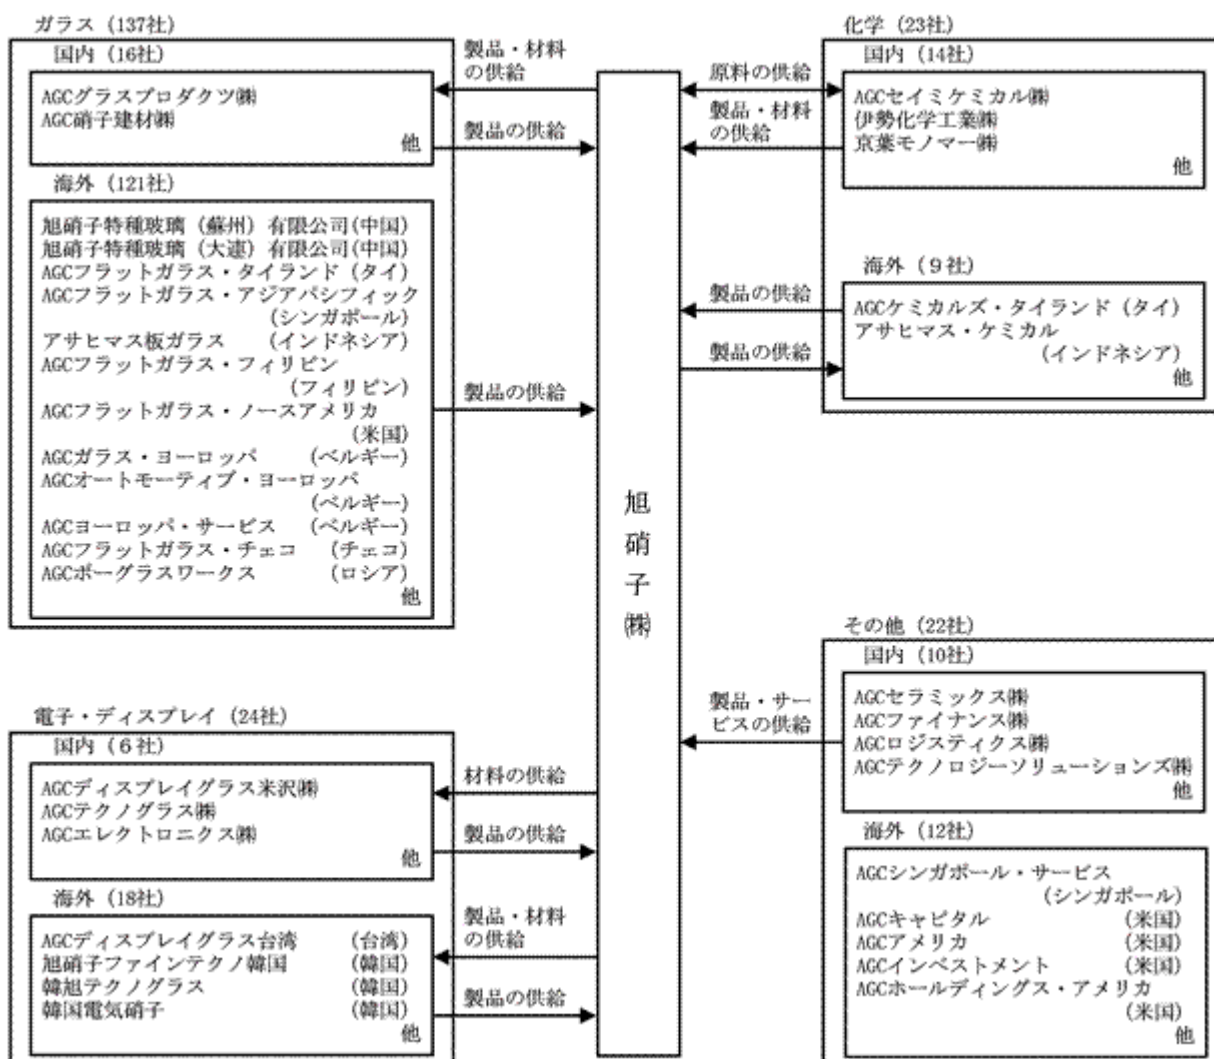 ガラス（137社）
国内（16社）
AGCグラスプロダクツ㈱
AGC硝子建材㈱
他
製品・材料
の供給
製品の供給
海外（121社）
旭硝子特種玻璃（蘇州）有限公司(中国)
旭硝子特種玻璃（大連）有限公司(中国)
AGCフラットガラス・タイランド（タイ）
AGCフラットガラス・アジアパシフィック
(シンガポール)
アサヒマス板ガラス　(インドネシア)
AGCフラットガラス・フィリピン
(フィリピン)
AGCフラットガラス・ノースアメリカ
(米国)
AGCガラス・ヨーロッパ　(ベルギー)
AGCオートモーティブ・ヨーロッパ
(ベルギー)
AGCヨーロッパ・サービス　(ベルギー)
AGCフラットガラス・チェコ　(チェコ)
AGCボーグラスワークス　(ロシア)
他
製品の供給
電子・ディスプレイ（24社）
国内（６社）
AGCディスプレイグラス米沢㈱
AGCテクノグラス㈱
AGCエレクトロニクス㈱
他
材料の供給
製品の供給
海外（18社）
AGCディスプレイグラス台湾　(台湾)
旭硝子ファインテクノ韓国　(韓国)
韓旭テクノグラス　(韓国)
韓国電気硝子　(韓国)
他
製品・材料
の供給
製品の供給
旭硝子㈱
化学（23社）
国内（14社）
AGCセイミケミカル㈱
伊勢化学工業㈱
京葉モノマー㈱
他
原料の供給
製品・材料
の供給
海外（９社）
AGCケミカルズ・タイランド（タイ）
アサヒマス・ケミカル
(インドネシア)
他
製品の供給
製品の供給
その他（22社）
国内（10社）
AGCセラミックス㈱
AGCファイナンス㈱
AGCロジスティクス㈱
AGCテクノロジーソリューションズ㈱
他
製品・サー
ビスの供給
海外（12社）
AGCシンガポール・サービス
(シンガポール)
AGCキャピタル　(米国)
AGCアメリカ　(米国)
AGCインベストメント　(米国)
AGCホールディングス・アメリカ
(米国)
他